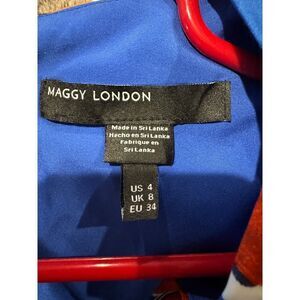 MAGGY LONDON
Made in Sri Lanka
Hecho en Sri Lanka
Fabrique en
Sri Lanka
US 4
UK 8
EU 34